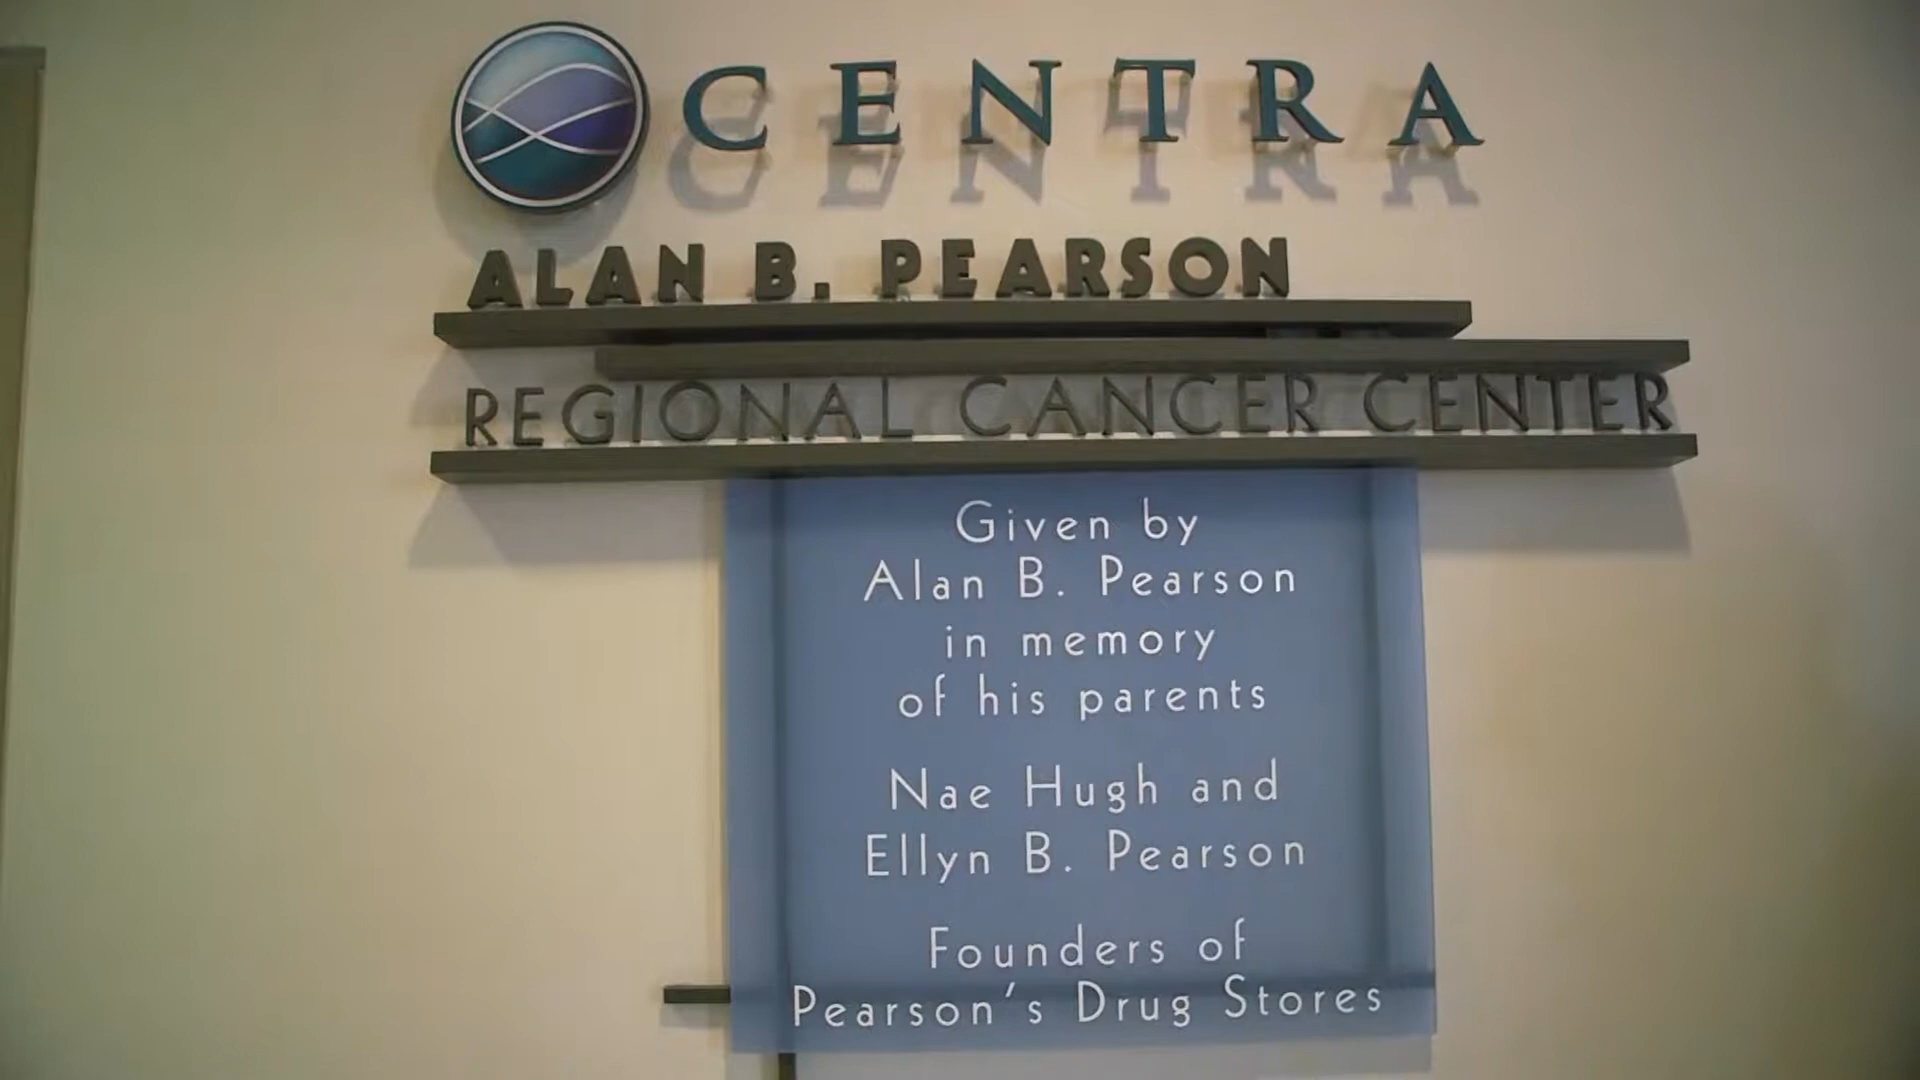 CENTRA
ALAN B. PEARSON
REGIONAL CANCER CENTER
Given by
Alan B. Pearson
in memory
of his parents
Nae Hugh and
Ellyn B. Pearson
Founders of
Pearson's Drug Stores